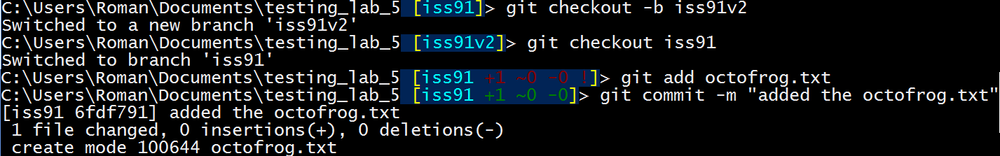 C:\Users\Roman\Documents\testing_lab_5 [iss91]> git checkout -b iss91v2
Switched to a new branch 'iss91v2'
C:\Users\Roman\Documents\testing_lab_5 [iss91v2]> git checkout iss91
Switched to branch 'iss91'
C:\Users\Roman\Documents\testing_lab_5 [iss91 +1 ~0 -0 !]> git add octofrog.txt
C:\Users\Roman\Documents\testing_lab_5 [iss91 +1 ~0 -0]> git commit -m "added the octofrog.txt"
[iss91 6fdf791] added the octofrog.txt
 1 file changed, 0 insertions(+), 0 deletions(-)
 create mode 100644 octofrog.txt